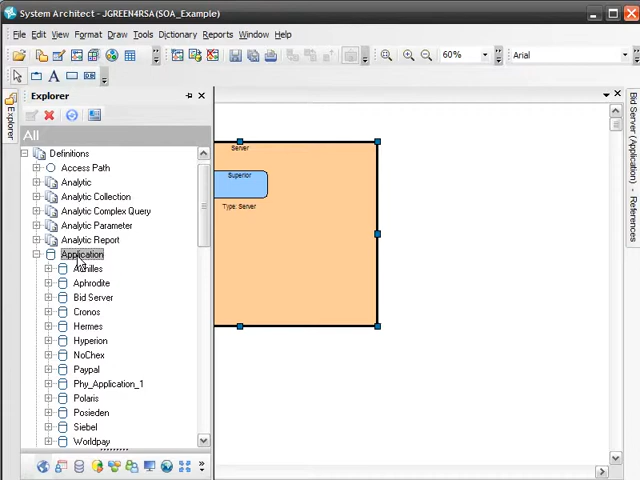 System Architect - JGREEN4RSA(SOA_Example)
File Edit View Format Draw Tools Dictionary Reports Window Help
60% Arial
Explorer
Explorer
All
Definitions
Access Path
Analytic
Analytic Collection
Analytic Complex Query
Analytic Parameter
Analytic Report
Application
Achilles
Aphrodite
Bid Server
Cronos
Hermes
Hyperion
NoChex
Paypal
Phy_Application_1
Polaris
Posieden
Siebel
Worldpay
Server
Superior
Type: Server
Bid Server (Application) - References